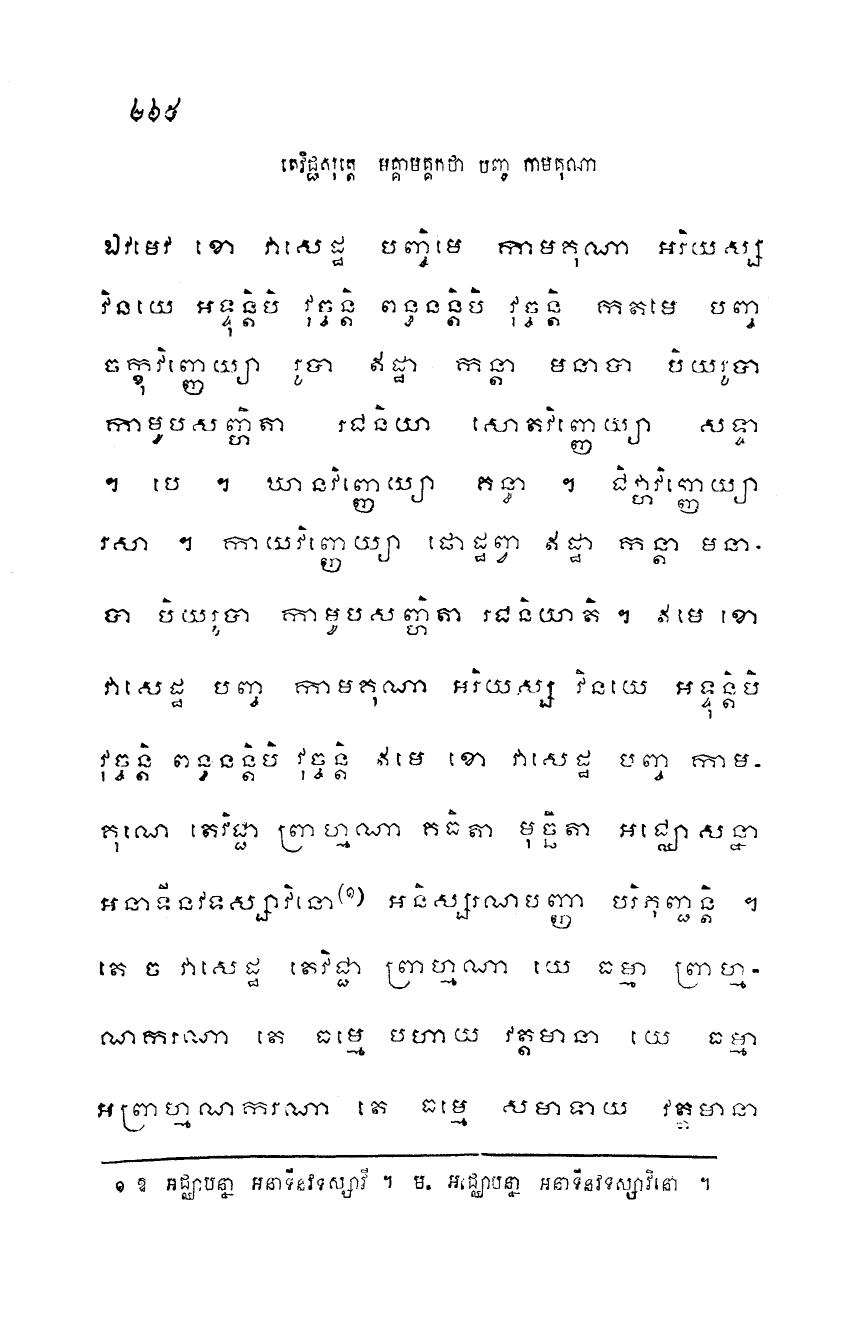 ២៦៥
តេវិជ្ជសុត្តេ មគ្គាមគ្គកថា បញ្ច កាមគុណា
ឯវមេវ ខោ វាសេដ្ឋ បញ្ចិមេ កាមគុណា អរិយស្ស
វិនយេ អទ្ទុន្តិបិ វុច្ចន្តិ ពន្ធនន្តិបិ វុច្ចន្តិ កតមេ បញ្ច
ចក្ខុវិញ្ញេយ្យា រូបា ឥដ្ឋា កន្តា មនាបា បិយរូបា
កាមូបសញ្ហិតា រជនិយា សោតវិញ្ញេយ្យា សទ្ទា
។ បេ ។ ឃានវិញ្ញេយ្យា គន្ធា ។ ជិវ្ហាវិញ្ញេយ្យា
រសា ។ កាយវិញ្ញេយ្យា ផោដ្ឋព្វា ឥដ្ឋា កន្តា មនា-
បា បិយរូបា កាមូបសញ្ហិតា រជនិយាតិ ។ ឥមេ ខោ
វាសេដ្ឋ បញ្ច កាមគុណា អរិយស្ស វិនយេ អទ្ទុន្តិបិ
វុច្ចន្តិ ពន្ធនន្តិបិ វុច្ចន្តិ ឥមេ ខោ វាសេដ្ឋ បញ្ច កាម-
គុណេ តេវិជ្ជា ព្រាហ្មណា គធិតា មុច្ឆិតា អជ្ឈោសន្នា
អនាទីនវទស្សាវិនោ(១) អនិស្សរណបញ្ញា បរិភុញ្ជន្តិ ។
តេ ច វាសេដ្ឋ តេវិជ្ជា ព្រាហ្មណា យេ ធម្មា ព្រាហ្ម-
ណករណា តេ ធម្មេ បហាយ វត្តមានា យេ ធម្មា
អព្រាហ្មណករណា តេ ធម្មេ សមាទាយ វត្តមានា
១ ឱ អជ្ឈាបន្នា អនាទីនវទស្សាវី ។ ម. អជ្ឈោបន្នា អនាទីនវទស្សាវិនោ ។